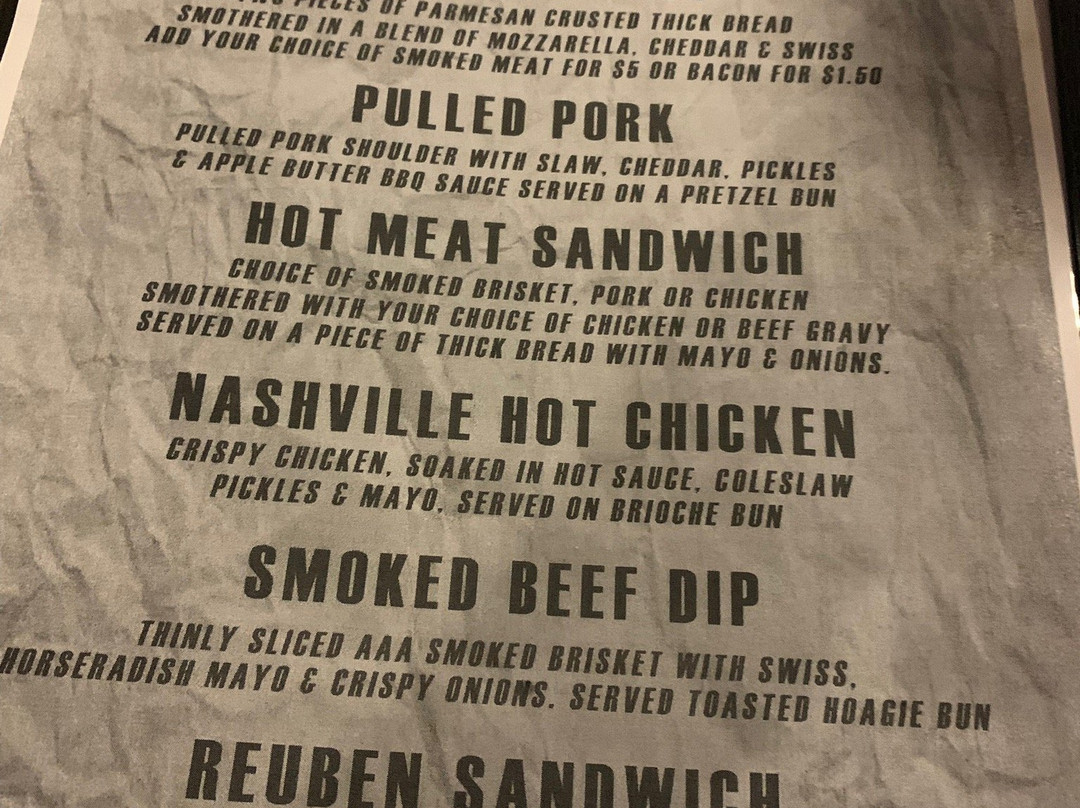 PIECES OF PARMESAN CRUSTED THICK BREAD
SMOTHERED IN A BLEND OF MOZZARELLA, CHEDDAR & SWISS
ADD YOUR CHOICE OF SMOKED MEAT FOR $5 OR BACON FOR $1.50
PULLED PORK
PULLED PORK SHOULDER WITH SLAW, CHEDDAR, PICKLES
& APPLE BUTTER BBQ SAUCE SERVED ON A PRETZEL BUN
HOT MEAT SANDWICH
CHOICE OF SMOKED BRISKET, PORK OR CHICKEN
SMOTHERED WITH YOUR CHOICE OF CHICKEN OR BEEF GRAVY
SERVED ON A PIECE OF THICK BREAD WITH MAYO & ONIONS.
NASHVILLE HOT CHICKEN
CRISPY CHICKEN, SOAKED IN HOT SAUCE, COLESLAW
PICKLES & MAYO, SERVED ON BRIOCHE BUN
SMOKED BEEF DIP
THINLY SLICED AAA SMOKED BRISKET WITH SWISS,
HORSERADISH MAYO & CRISPY ONIONS. SERVED TOASTED HOAGIE BUN
REUBEN SANDWICH